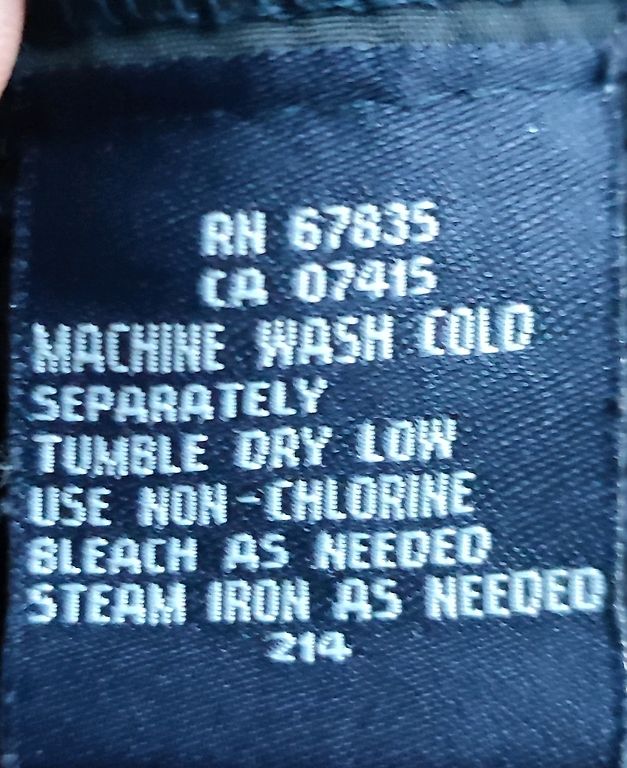 RN 67835
CA 07415
MACHINE WASH COLD
SEPARATELY
TUMBLE DRY LOW
USE NON-CHLORINE
BLEACH AS NEEDED
STEAM IRON AS NEEDED
214